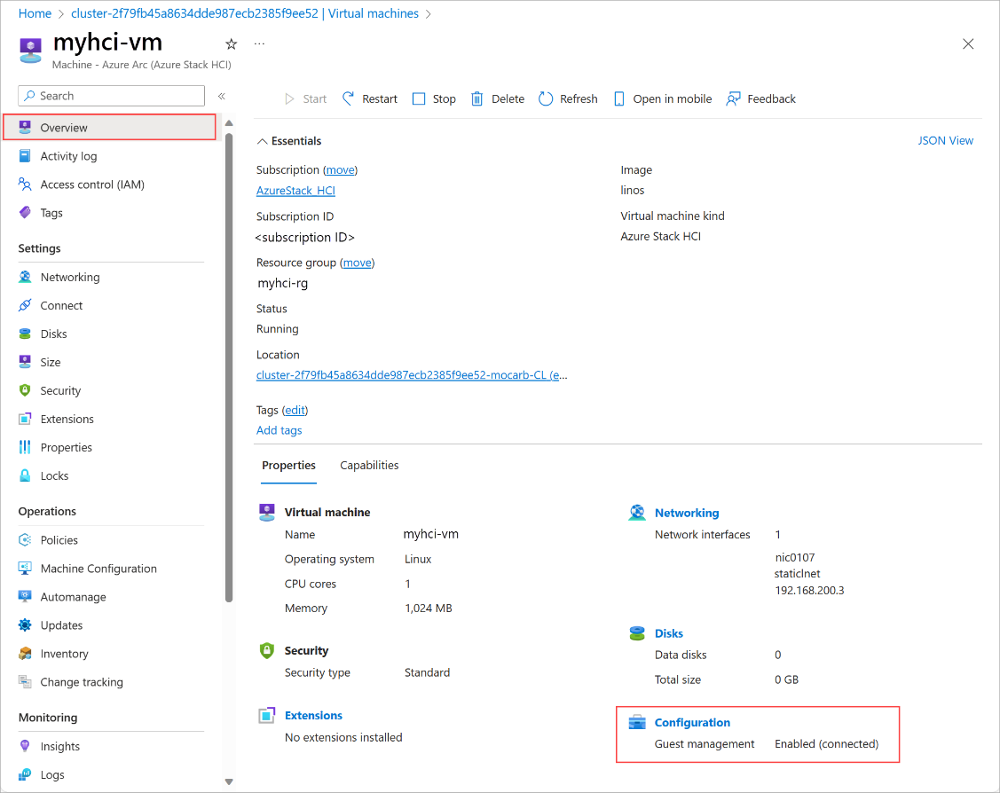 Home > cluster-2f79fb45a8634dde987ecb2385f9ee52 | Virtual machines >
myhci-vm
Machine - Azure Arc (Azure Stack HCI)
Search
Overview
Activity log
Access control (IAM)
Tags
Settings
Networking
Connect
Disks
Size
Security
Extensions
Properties
Locks
Operations
Policies
Machine Configuration
Automanage
Updates
Inventory
Change tracking
Monitoring
Insights
Logs
Start Restart Stop Delete Refresh Open in mobile Feedback
Essentials
JSON View
Subscription (move)
AzureStack_HCI
Subscription ID
<subscription ID>
Resource group (move)
myhci-rg
Status
Running
Location
cluster-2f79fb45a8634dde987ecb2385f9ee52-mocarb-CL (e...
Tags (edit)
Add tags
Image
linos
Virtual machine kind
Azure Stack HCI
Properties Capabilities
Virtual machine
Name myhci-vm
Operating system Linux
CPU cores 1
Memory 1,024 MB
Security
Security type Standard
Extensions
No extensions installed
Networking
Network interfaces 1
nic0107
staticlnet
192.168.200.3
Disks
Data disks 0
Total size 0 GB
Configuration
Guest management Enabled (connected)